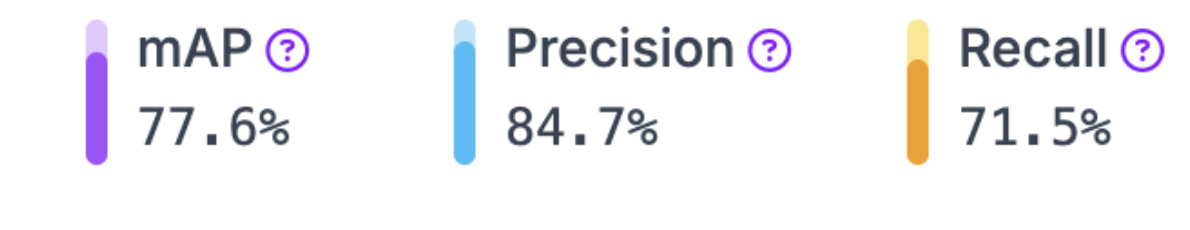 mAP ?
77.6%
Precision ?
84.7%
Recall ?
71.5%